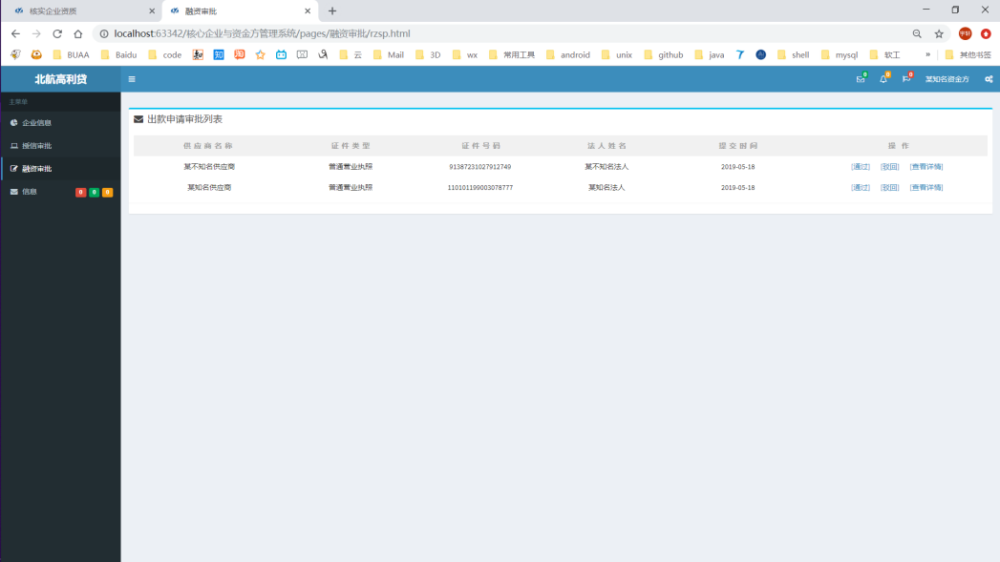 核实企业资质
融资审批
localhost:63342/核心企业与资金方管理系统/pages/融资审批/rzsp.html
BUAA Baidu code 知 淘 云 Mail 3D wx 常用工具 android unix github java shell mysql 软工 » 其他书签
北航高利贷
0 0 0 某知名资金方
主菜单
企业信息
授信审批
融资审批
信息 0 0 0
出款申请审批列表
供应商名称 证件类型 证件号码 法人姓名 提交时间 操作
某不知名供应商 普通营业执照 91387231027912749 某不知名法人 2019-05-18 [通过] [驳回] [查看详情]
某知名供应商 普通营业执照 110101199003078777 某知名法人 2019-05-18 [通过] [驳回] [查看详情]